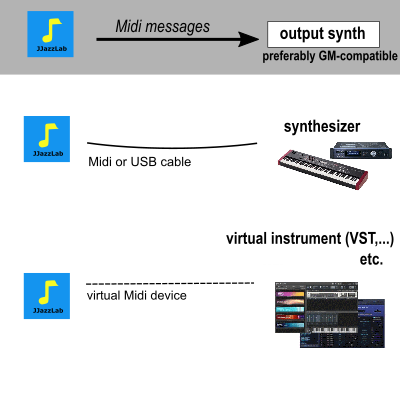 Midi messages
JJazzLab
output synth
preferably GM-compatible
synthesizer
JJazzLab
Midi or USB cable
virtual instrument (VST,...)
etc.
JJazzLab
virtual Midi device